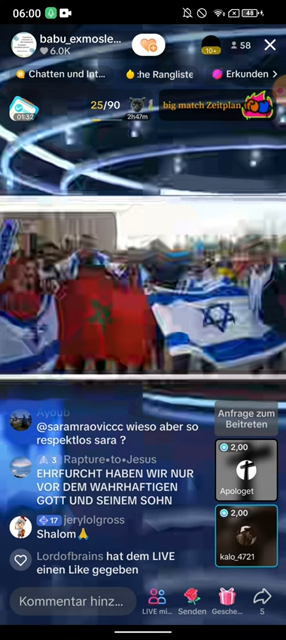 06:00
48
babu_exmosle...
6.0K
10+
58
Chatten und Int...
:he Rangliste
Erkunden >
01:32
25/90
2h47m
big match Zeitplan
Ayoub
@saramraoviccc wieso aber so
respektlos sara ?
3 Rapture•to•Jesus
EHRFURCHT HABEN WIR NUR
VOR DEM WAHRHAFTIGEN
GOTT UND SEINEM SOHN
17 jerylolgross
Shalom🙏
Lordofbrains hat dem LIVE
einen Like gegeben
Anfrage zum
Beitreten
2,00
Apologet
2,00
kalo_4721
Kommentar hinz...
LIVE mi...
Senden
Gesche...
5